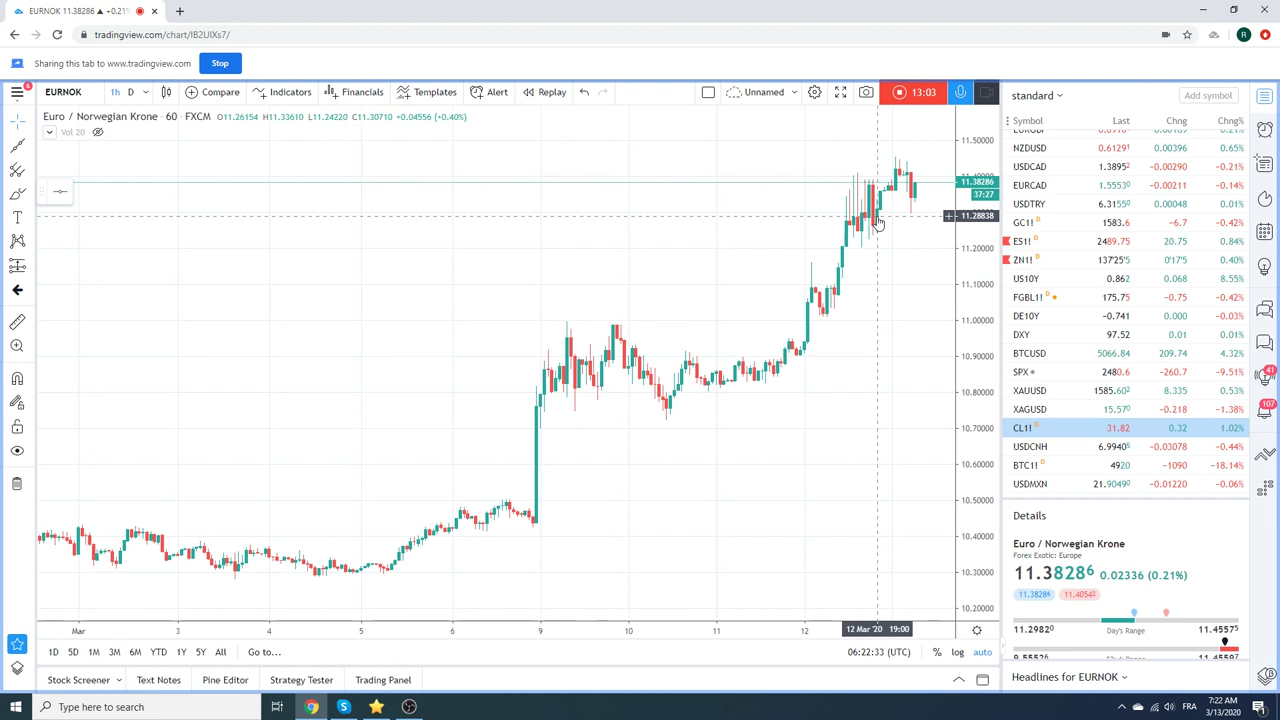 EURNOK 11.38286 ▲ +0.21%
tradingview.com/chart/IB2UIXs7/
R
Sharing this tab to www.tradingview.com
Stop
6
EURNOK
1h
D
Compare
Indicators
Financials
Templates
Alert
Replay
Unnamed
13:03
Euro / Norwegian Krone · 60 · FXCM O11.26154 H11.33610 L11.24220 C11.30710 +0.04556 (+0.40%)
Vol 20
11.50000
11.38286
37:27
11.28838
11.20000
11.10000
11.00000
10.90000
10.80000
10.70000
10.60000
10.50000
10.40000
10.30000
10.20000
Mar
3
4
5
6
9
10
11
12
12 Mar '20 19:00
1D
5D
1M
3M
6M
YTD
1Y
5Y
All
Go to...
06:22:33 (UTC)
%
log
auto
Stock Screener
Text Notes
Pine Editor
Strategy Tester
Trading Panel
standard
Add symbol
Symbol Last Chng Chng%
NZDUSD 0.61291 0.00396 0.65%
USDCAD 1.38952 -0.00290 -0.21%
EURCAD 1.55530 -0.00211 -0.14%
USDTRY 6.31550 0.00048 0.01%
GC1! D 1583.6 -6.7 -0.42%
ES1! D 2489.75 20.75 0.84%
ZN1! D 137'25'5 0'17'5 0.40%
US10Y 0.862 0.068 8.55%
FGBL1! D 175.75 -0.75 -0.42%
DE10Y -0.741 0.000 -0.03%
DXY 97.52 0.01 0.01%
BTCUSD 5066.84 209.74 4.32%
SPX 2480.6 -260.7 -9.51%
XAUUSD 1585.602 8.335 0.53%
XAGUSD 15.570 -0.218 -1.38%
CL1! D 31.82 0.32 1.02%
USDCNH 6.99405 -0.03078 -0.44%
BTC1! D 4920 -1090 -18.14%
USDMXN 21.90490 -0.01220 -0.06%
41
107
Details
Euro / Norwegian Krone
Forex Exotic: Europe
11.38286 0.02336 (0.21%)
11.38286
11.40542
11.29820
Day's Range
11.45575
Headlines for EURNOK
Type here to search
FRA
7:22 AM
3/13/2020
1